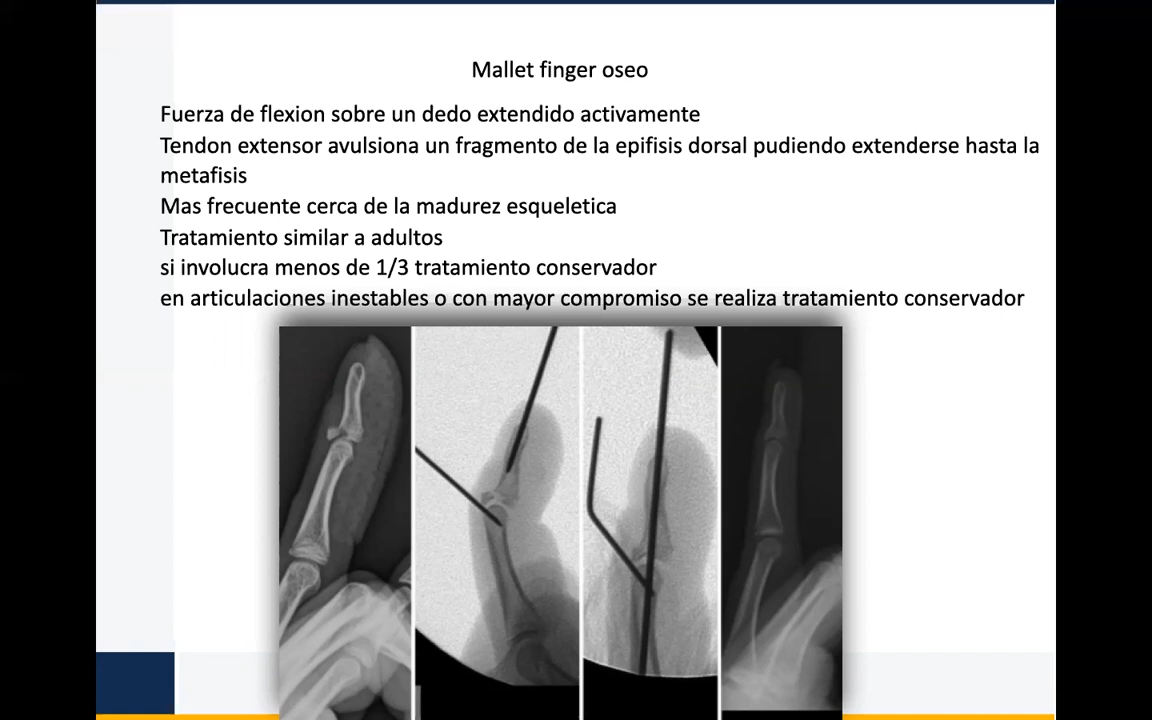 Mallet finger oseo
Fuerza de flexion sobre un dedo extendido activamente
Tendon extensor avulsiona un fragmento de la epifisis dorsal pudiendo extenderse hasta la
metafisis
Mas frecuente cerca de la madurez esqueletica
Tratamiento similar a adultos
si involucra menos de 1/3 tratamiento conservador
en articulaciones inestables o con mayor compromiso se realiza tratamiento conservador